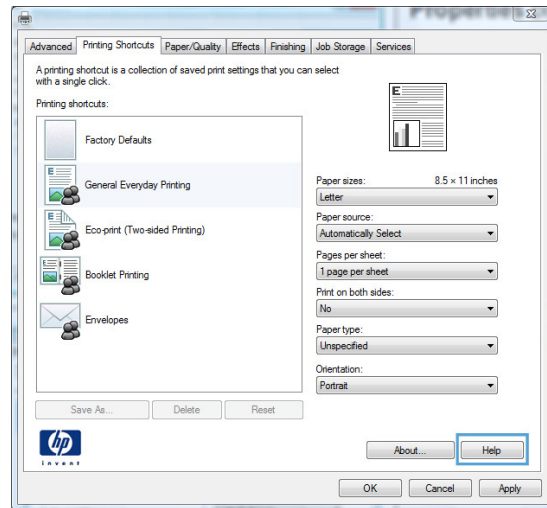 Properties
Advanced
Printing Shortcuts
Paper/Quality
Effects
Finishing
Job Storage
Services
A printing shortcut is a collection of saved print settings that you can select
with a single click.
Printing shortcuts:
Factory Defaults
General Everyday Printing
Eco-print (Two-sided Printing)
Booklet Printing
Envelopes
E
E
E
E
E
Paper sizes: 8.5 × 11 inches
Letter
Paper source:
Automatically Select
Pages per sheet:
1 page per sheet
Print on both sides:
No
Paper type:
Unspecified
Orientation:
Portrait
Save As...
Delete
Reset
hp
invent
About...
Help
OK
Cancel
Apply